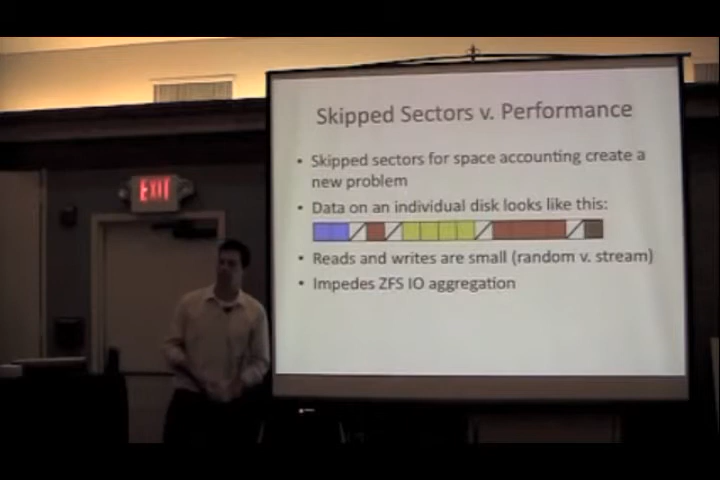 Skipped Sectors v. Performance
• Skipped sectors for space accounting create a
new problem
• Data on an individual disk looks like this:
• Reads and writes are small (random v. stream)
• Impedes ZFS IO aggregation
EXIT